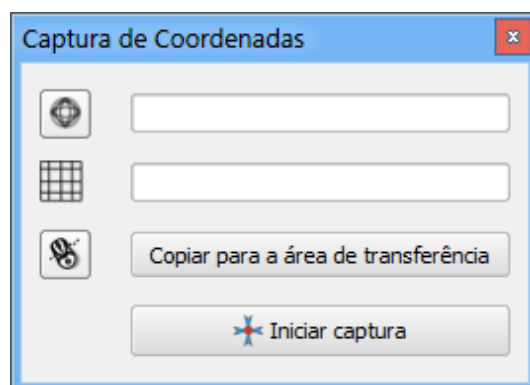 Captura de Coordenadas
Copiar para a área de transferência
Iniciar captura